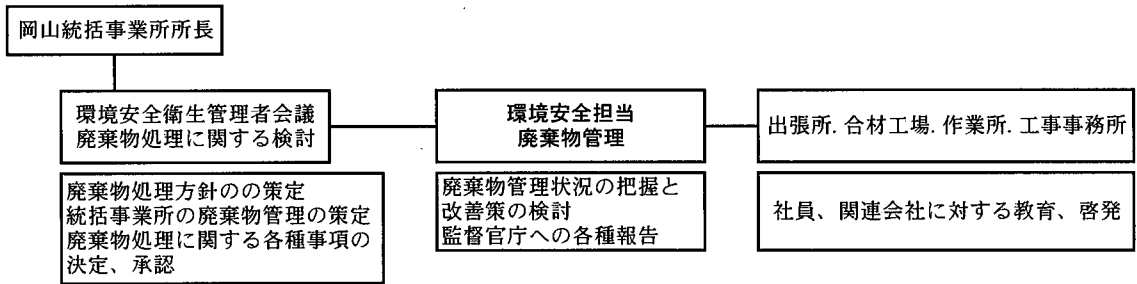 岡山統括事業所所長
環境安全衛生管理者会議
廃棄物処理に関する検討
廃棄物処理方針のの策定
統括事業所の廃棄物管理の策定
廃棄物処理に関する各種事項の
決定、承認
環境安全担当
廃棄物管理
廃棄物管理状況の把握と
改善策の検討
監督官庁への各種報告
出張所.合材工場.作業所.工事事務所
社員、関連会社に対する教育、啓発